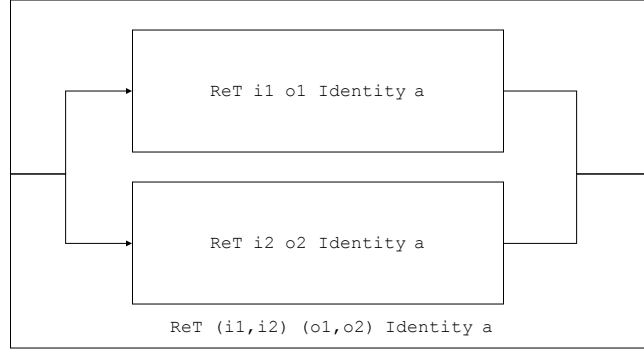 ReT i1 o1 Identity a
ReT i2 o2 Identity a
ReT (i1,i2) (o1,o2) Identity a